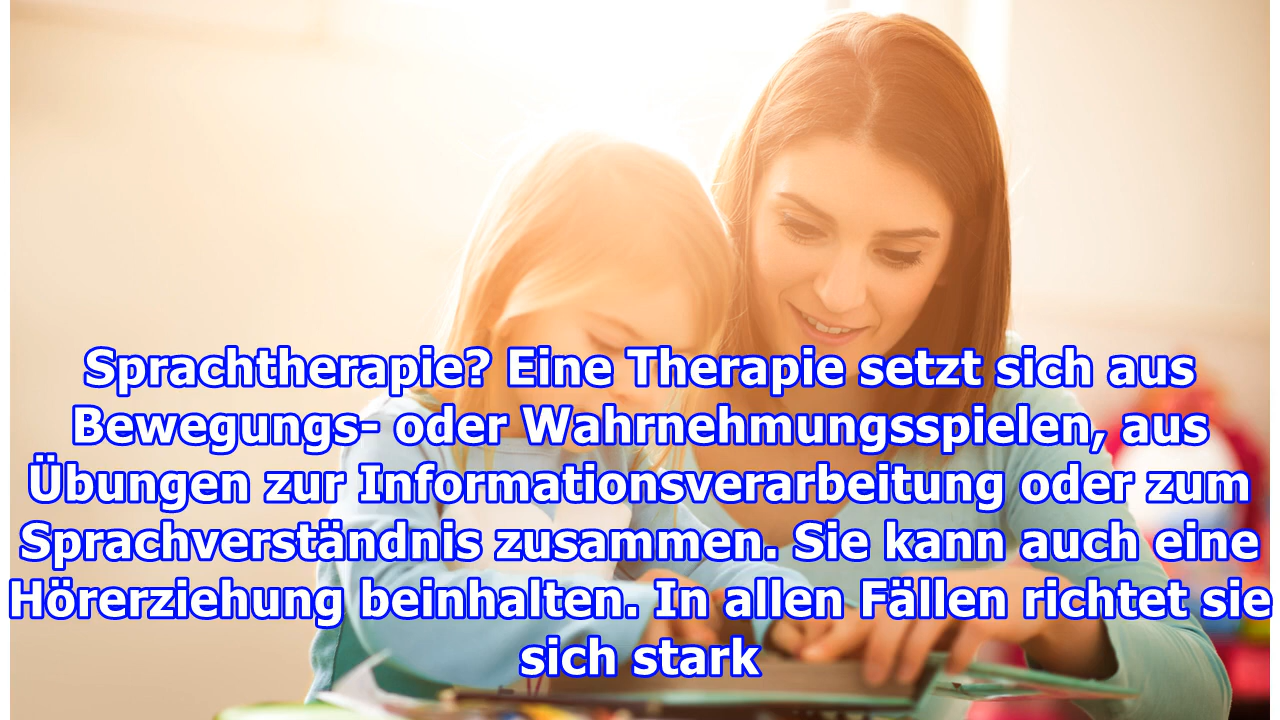 Sprachtherapie? Eine Therapie setzt sich aus
Bewegungs- oder Wahrnehmungsspielen, aus
Übungen zur Informationsverarbeitung oder zum
Sprachverständnis zusammen. Sie kann auch eine
Hörerziehung beinhalten. In allen Fällen richtet sie
sich stark